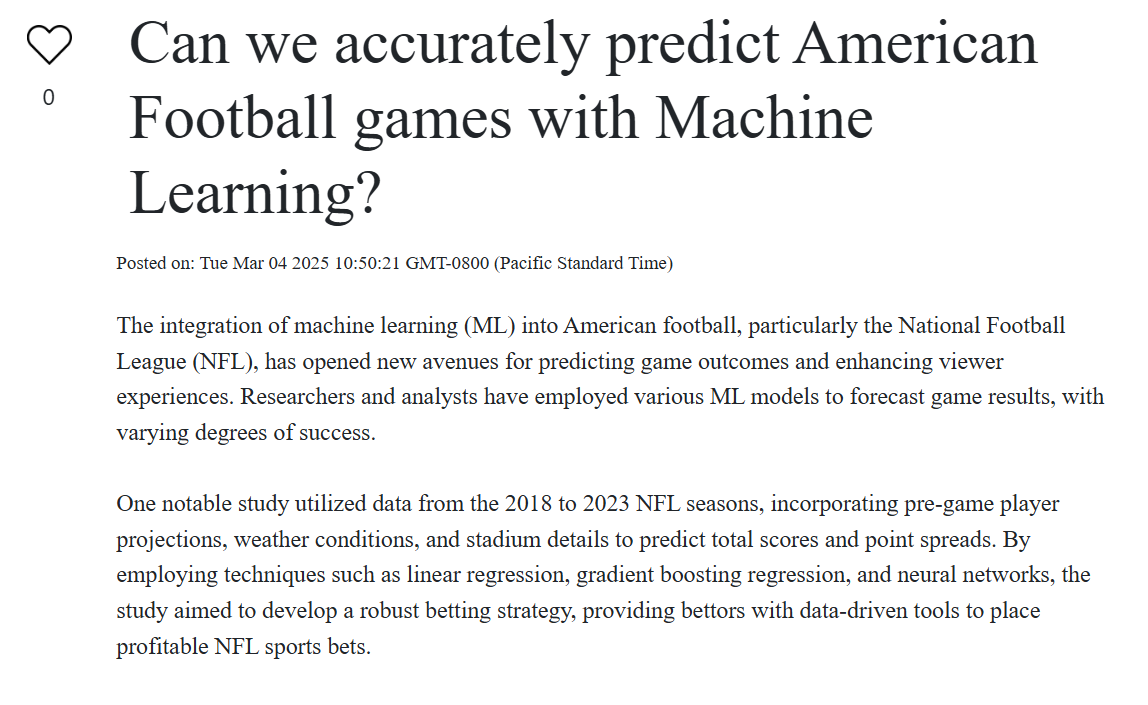 Can we accurately predict American
Football games with Machine
Learning?
0
Posted on: Tue Mar 04 2025 10:50:21 GMT-0800 (Pacific Standard Time)
The integration of machine learning (ML) into American football, particularly the National Football
League (NFL), has opened new avenues for predicting game outcomes and enhancing viewer
experiences. Researchers and analysts have employed various ML models to forecast game results, with
varying degrees of success.
One notable study utilized data from the 2018 to 2023 NFL seasons, incorporating pre-game player
projections, weather conditions, and stadium details to predict total scores and point spreads. By
employing techniques such as linear regression, gradient boosting regression, and neural networks, the
study aimed to develop a robust betting strategy, providing bettors with data-driven tools to place
profitable NFL sports bets.